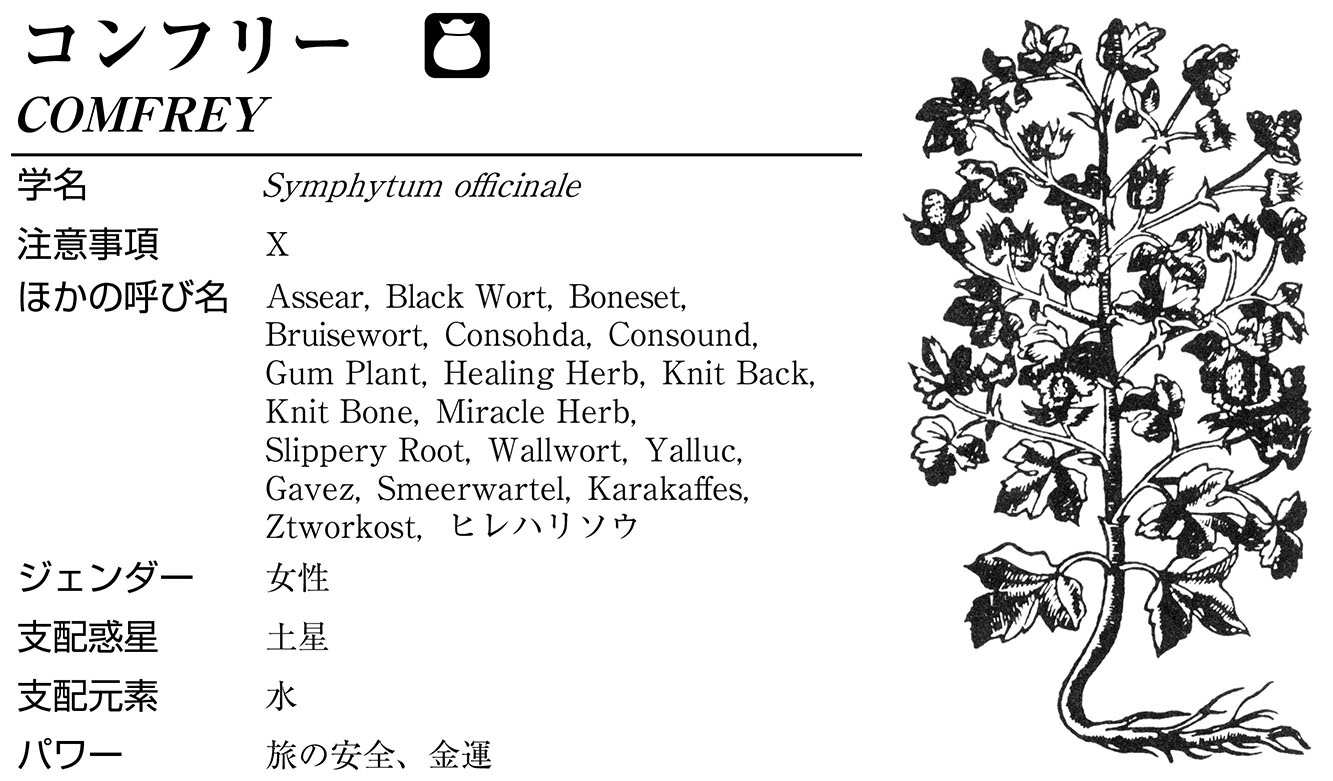 コンフリー
COMFREY
学名 Symphytum officinale
注意事項 X
ほかの呼び名 Assear, Black Wort, Boneset,
Bruisewort, Consohda, Consound,
Gum Plant, Healing Herb, Knit Back,
Knit Bone, Miracle Herb,
Slippery Root, Wallwort, Yalluc,
Gavez, Smeerwartel, Karakaffes,
Ztworkost, ヒレハリソウ
ジェンダー 女性
支配惑星 土星
支配元素 水
パワー 旅の安全、金運